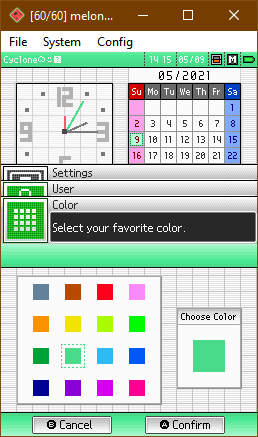 [60/60] melon...
File System Config
Cyclone 14 15 05/09 M
05/2021
12
Su Mo Tu We Th Fr Sa
1
2 3 4 5 6 7 8
9 10 11 12 13 14 15
16 17 18 19 20 21 22
Settings
User
Color
Select your favorite color.
Choose Color
B Cancel A Confirm